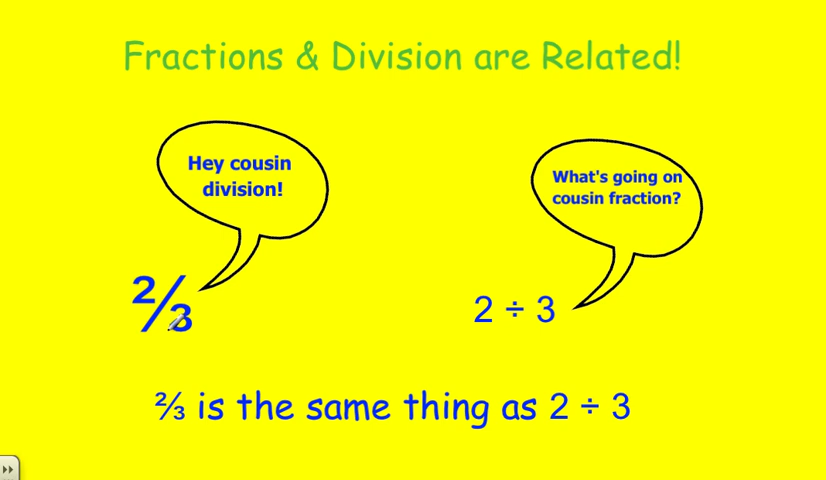 Fractions & Division are Related!
Hey cousin
division!
What's going on
cousin fraction?
⅔
2 ÷ 3
⅔ is the same thing as 2 ÷ 3